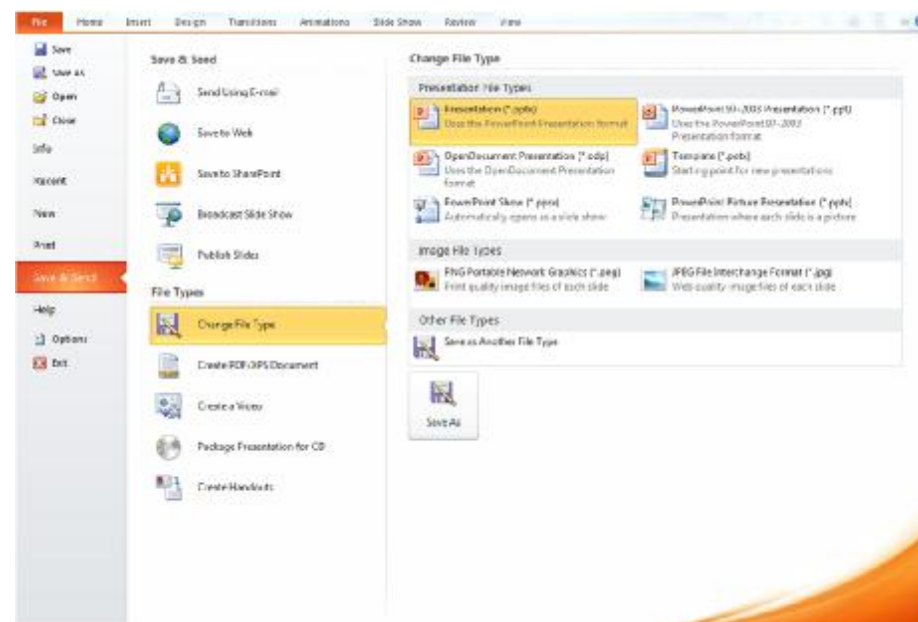 File Home Insert Design Transitions Animations Slide Show Review View
Save
Save As
Open
Close
Info
Recent
New
Print
Save & Send
Help
Options
Exit
Save & Send
Send Using E-mail
Save to Web
Save to SharePoint
Broadcast Slide Show
Publish Slides
File Types
Change File Type
Create PDF/XPS Document
Create a Video
Package Presentation for CD
Create Handouts
Change File Type
Presentation File Types
Presentation (*.pptx)
Uses the PowerPoint Presentation format
PowerPoint 97-2003 Presentation (*.ppt)
Uses the PowerPoint 97-2003
Presentation format
OpenDocument Presentation (*.odp)
Uses the OpenDocument Presentation
format
Template (*.potx)
Starting point for new presentations
PowerPoint Show (*.ppsx)
Automatically opens as a slide show
PowerPoint Picture Presentation (*.pptx)
Presentation where each slide is a picture
Image File Types
PNG Portable Network Graphics (*.png)
Print quality image files of each slide
JPEG File Interchange Format (*.jpg)
Web quality image files of each slide
Other File Types
Save as Another File Type
Save As